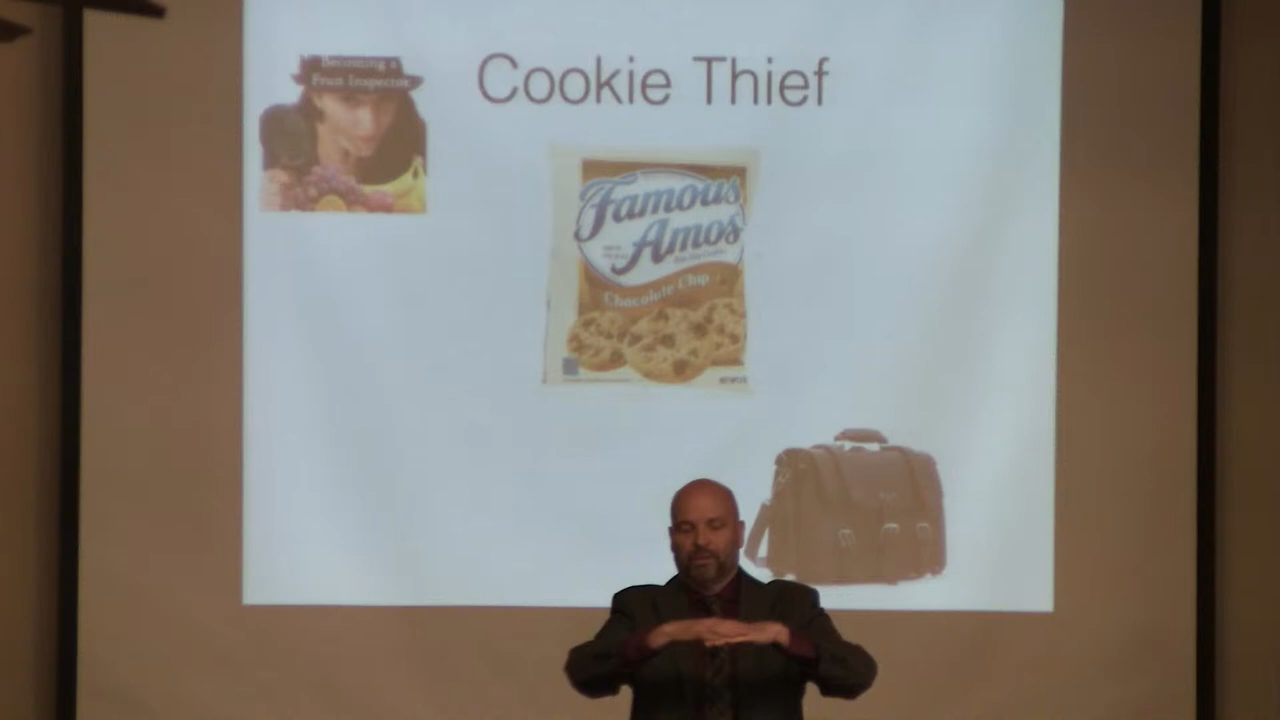 Becoming a
Fruit Inspector
Cookie Thief
Famous
Amos
Chocolate Chip